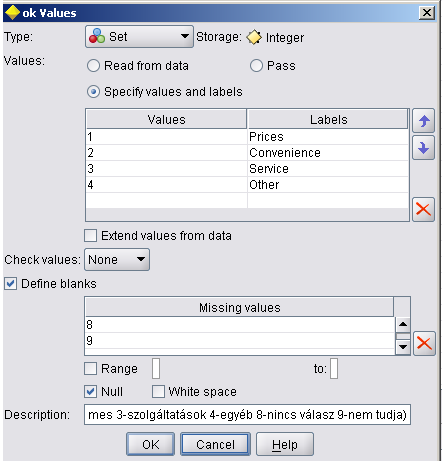 ok Values
Type: Set Storage: Integer
Values: Read from data Pass
Specify values and labels
Values Labels
1 Prices
2 Convenience
3 Service
4 Other
Extend values from data
Check values: None
Define blanks
Missing values
8
9
Range to:
Null White space
Description: mes 3-szolgáltatások 4-egyéb 8-nincs válasz 9-nem tudja)
OK Cancel Help